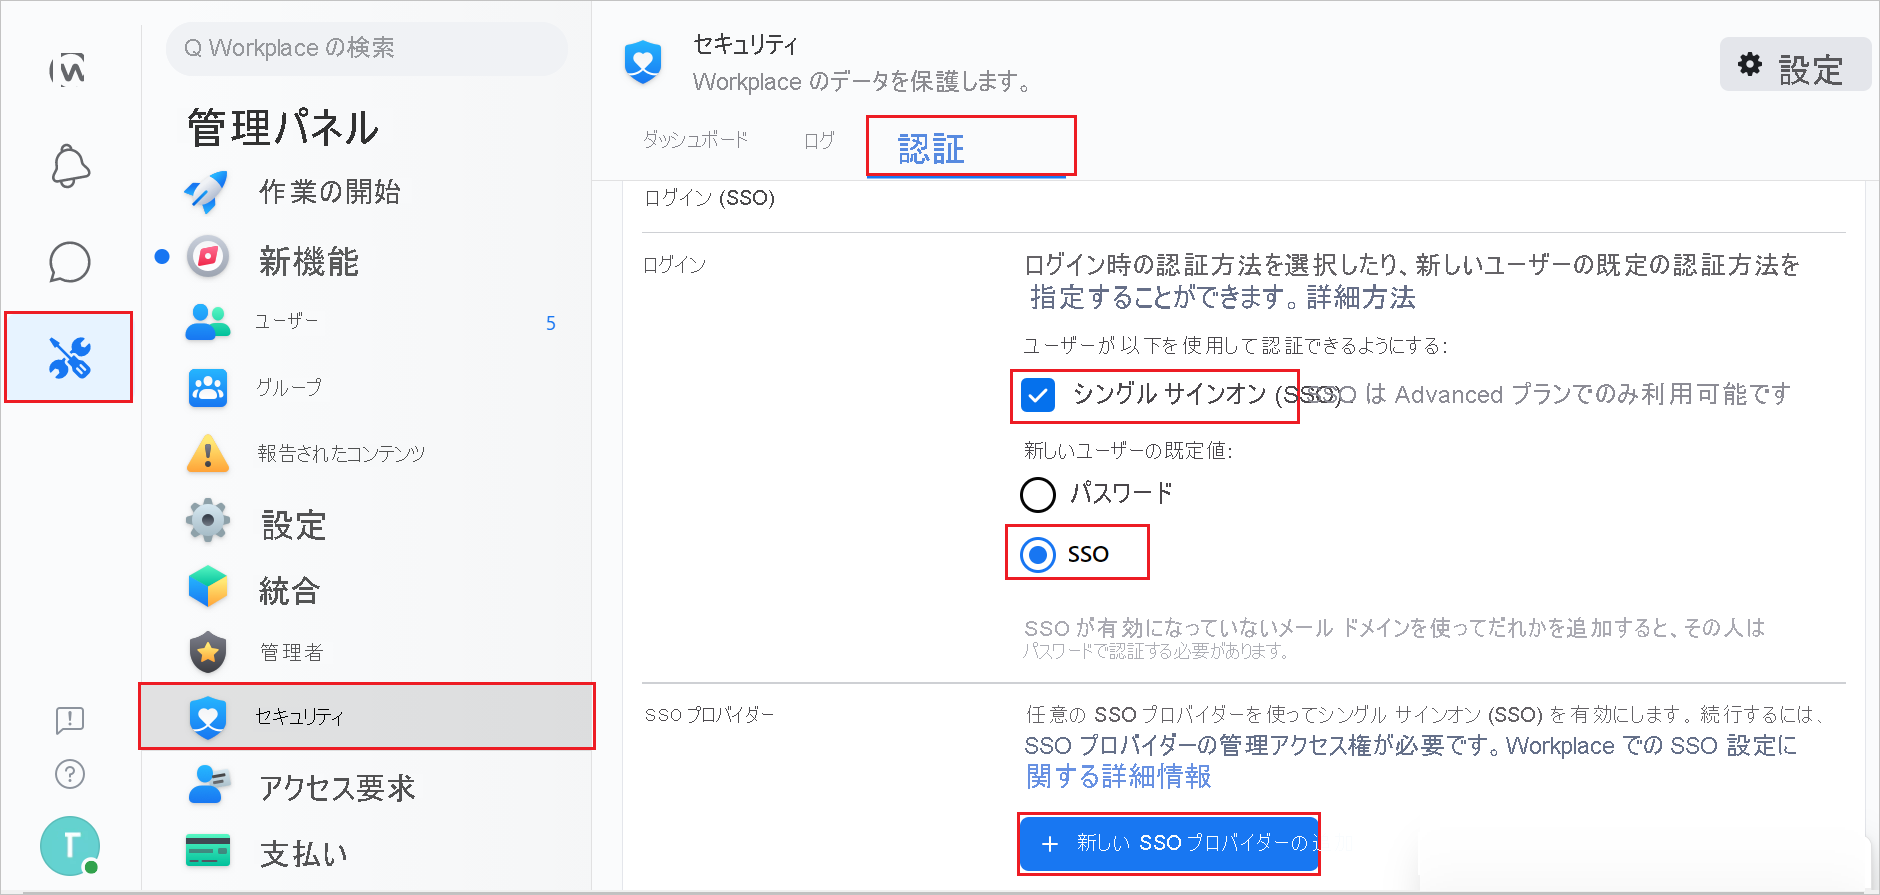 Workplace の検索
管理パネル
作業の開始
新機能
ユーザー
5
グループ
報告されたコンテンツ
設定
統合
管理者
セキュリティ
アクセス要求
支払い
T
セキュリティ
Workplace のデータを保護します。
設定
ダッシュボード
ログ
認証
ログイン (SSO)
ログイン
ログイン時の認証方法を選択したり、新しいユーザーの既定の認証方法を
指定することができます。詳細方法
ユーザーが以下を使用して認証できるようにする:
シングル サインオン (SSO)
SSO は Advanced プランでのみ利用可能です
新しいユーザーの既定値:
パスワード
SSO
SSO が有効になっていないメール ドメインを使ってだれかを追加すると、その人は
パスワードで認証する必要があります。
SSO プロバイダー
任意の SSO プロバイダーを使ってシングル サインオン (SSO) を有効にします。続行するには、
SSO プロバイダーの管理アクセス権が必要です。Workplace での SSO 設定に
関する詳細情報
+ 新しい SSO プロバイダーの